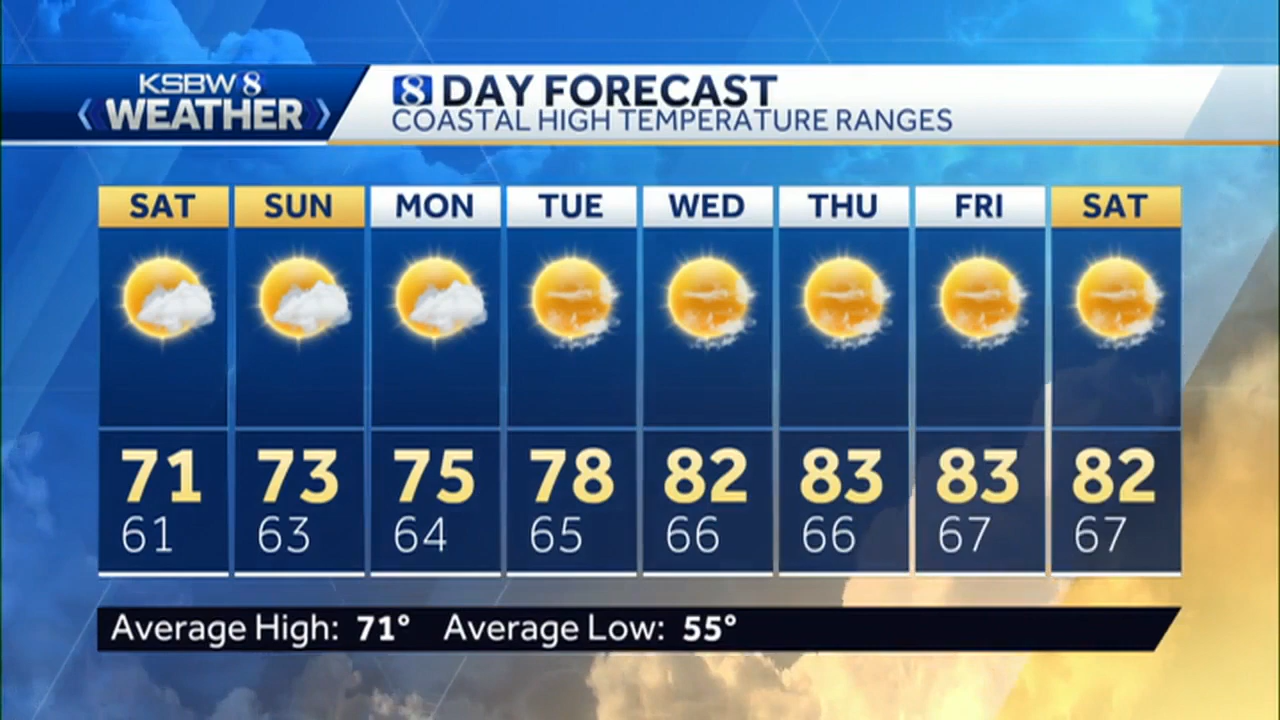 KSBW 8
WEATHER
8 DAY FORECAST
COASTAL HIGH TEMPERATURE RANGES
SAT SUN MON TUE WED THU FRI SAT
71 73 75 78 82 83 83 82
61 63 64 65 66 66 67 67
Average High: 71° Average Low: 55°